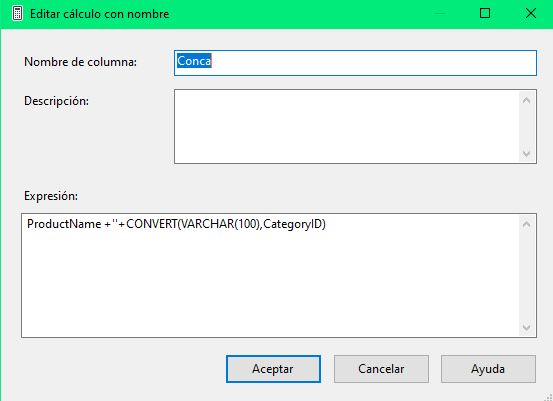 Editar cálculo con nombre
Nombre de columna:
Conca
Descripción:
Expresión:
ProductName +''+CONVERT(VARCHAR(100),CategoryID)
Aceptar
Cancelar
Ayuda